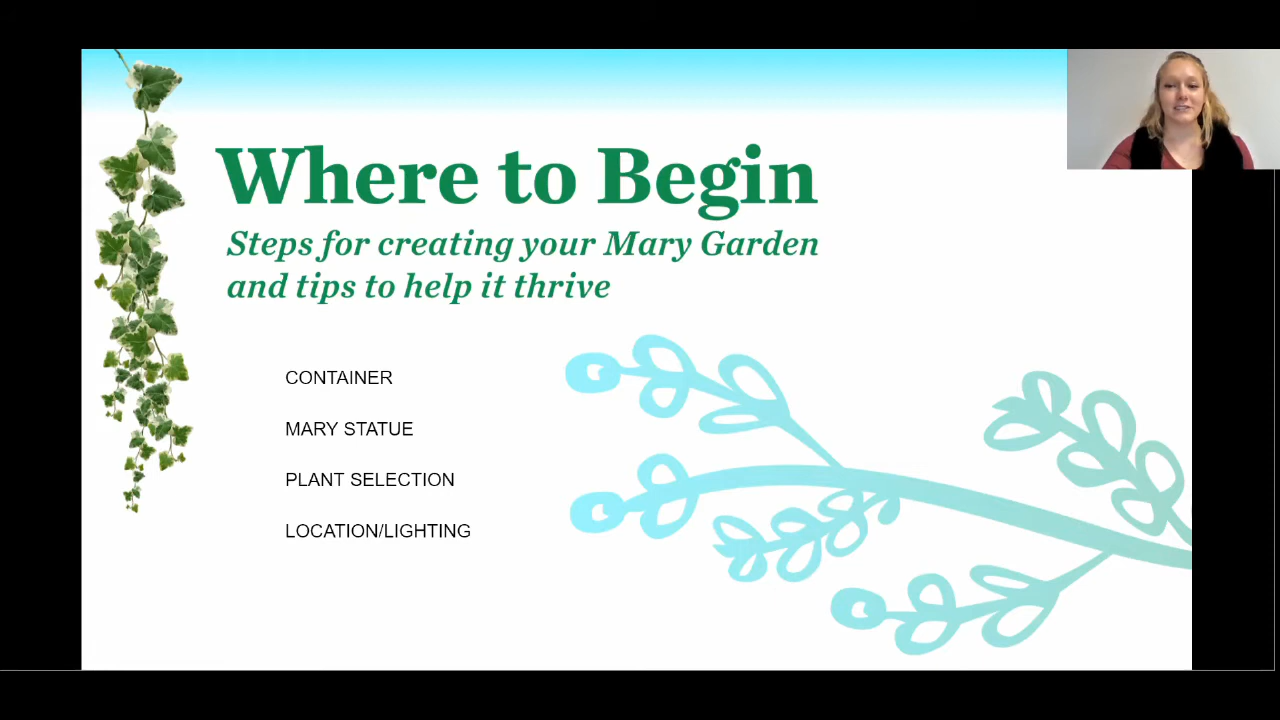 Where to Begin
Steps for creating your Mary Garden
and tips to help it thrive
CONTAINER
MARY STATUE
PLANT SELECTION
LOCATION/LIGHTING